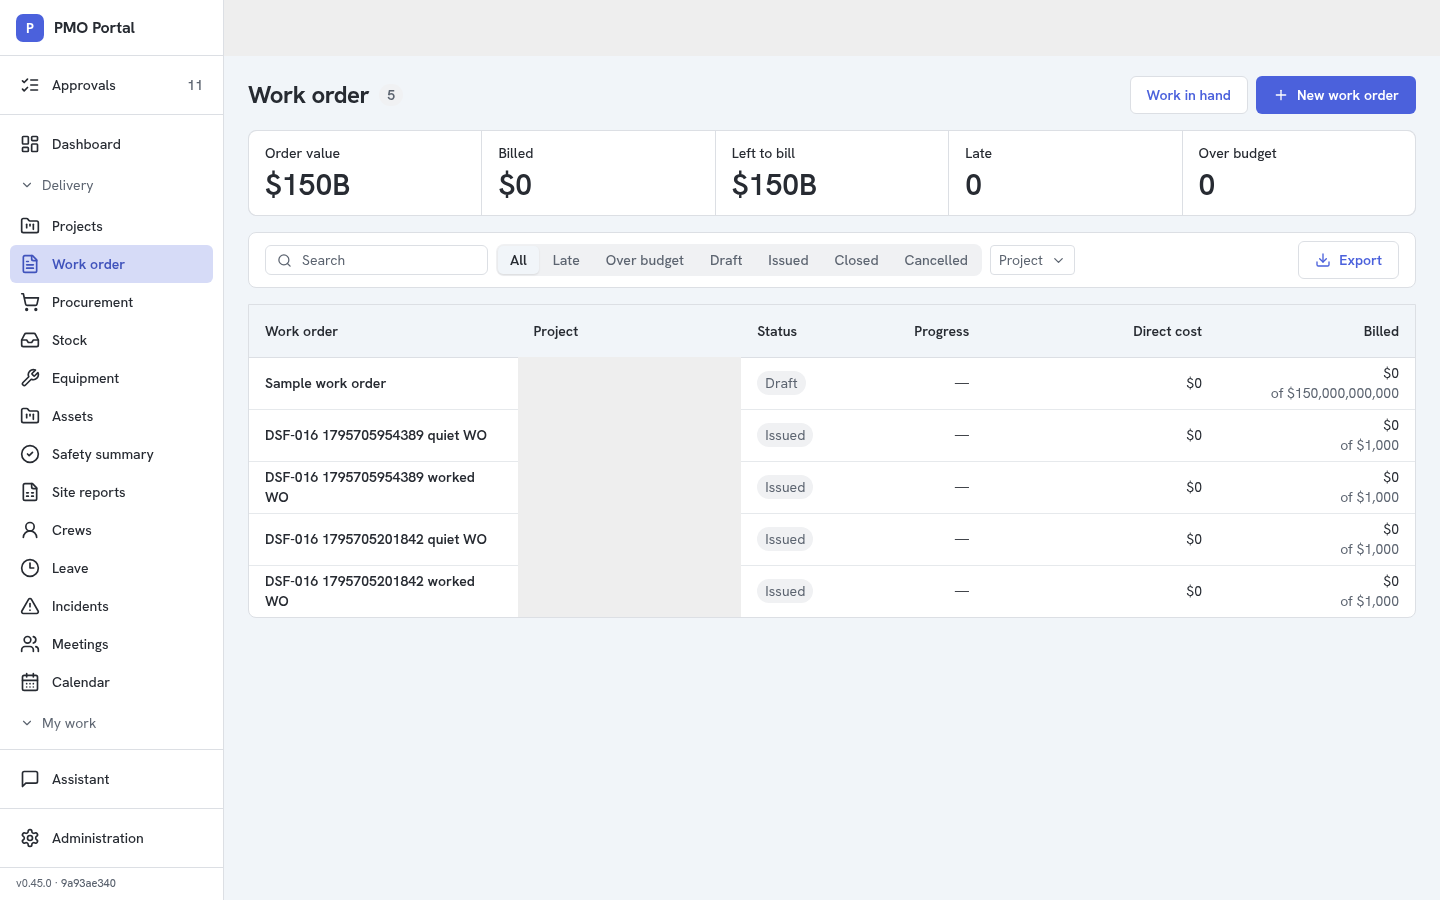 P PMO Portal
Approvals 11
Dashboard
Delivery
Projects
Work order
Procurement
Stock
Equipment
Assets
Safety summary
Site reports
Crews
Leave
Incidents
Meetings
Calendar
My work
Assistant
Administration
v0.45.0 · 9a93ae340
Work order 5
Work in hand
New work order
Order value
$150B
Billed
$0
Left to bill
$150B
Late
0
Over budget
0
Search
All Late Over budget Draft Issued Closed Cancelled
Project
Export
Work order Project Status Progress Direct cost Billed
Sample work order Draft — $0 $0
of $150,000,000,000
DSF-016 1795705954389 quiet WO Issued — $0 $0
of $1,000
DSF-016 1795705954389 worked
WO Issued — $0 $0
of $1,000
DSF-016 1795705201842 quiet WO Issued — $0 $0
of $1,000
DSF-016 1795705201842 worked
WO Issued — $0 $0
of $1,000